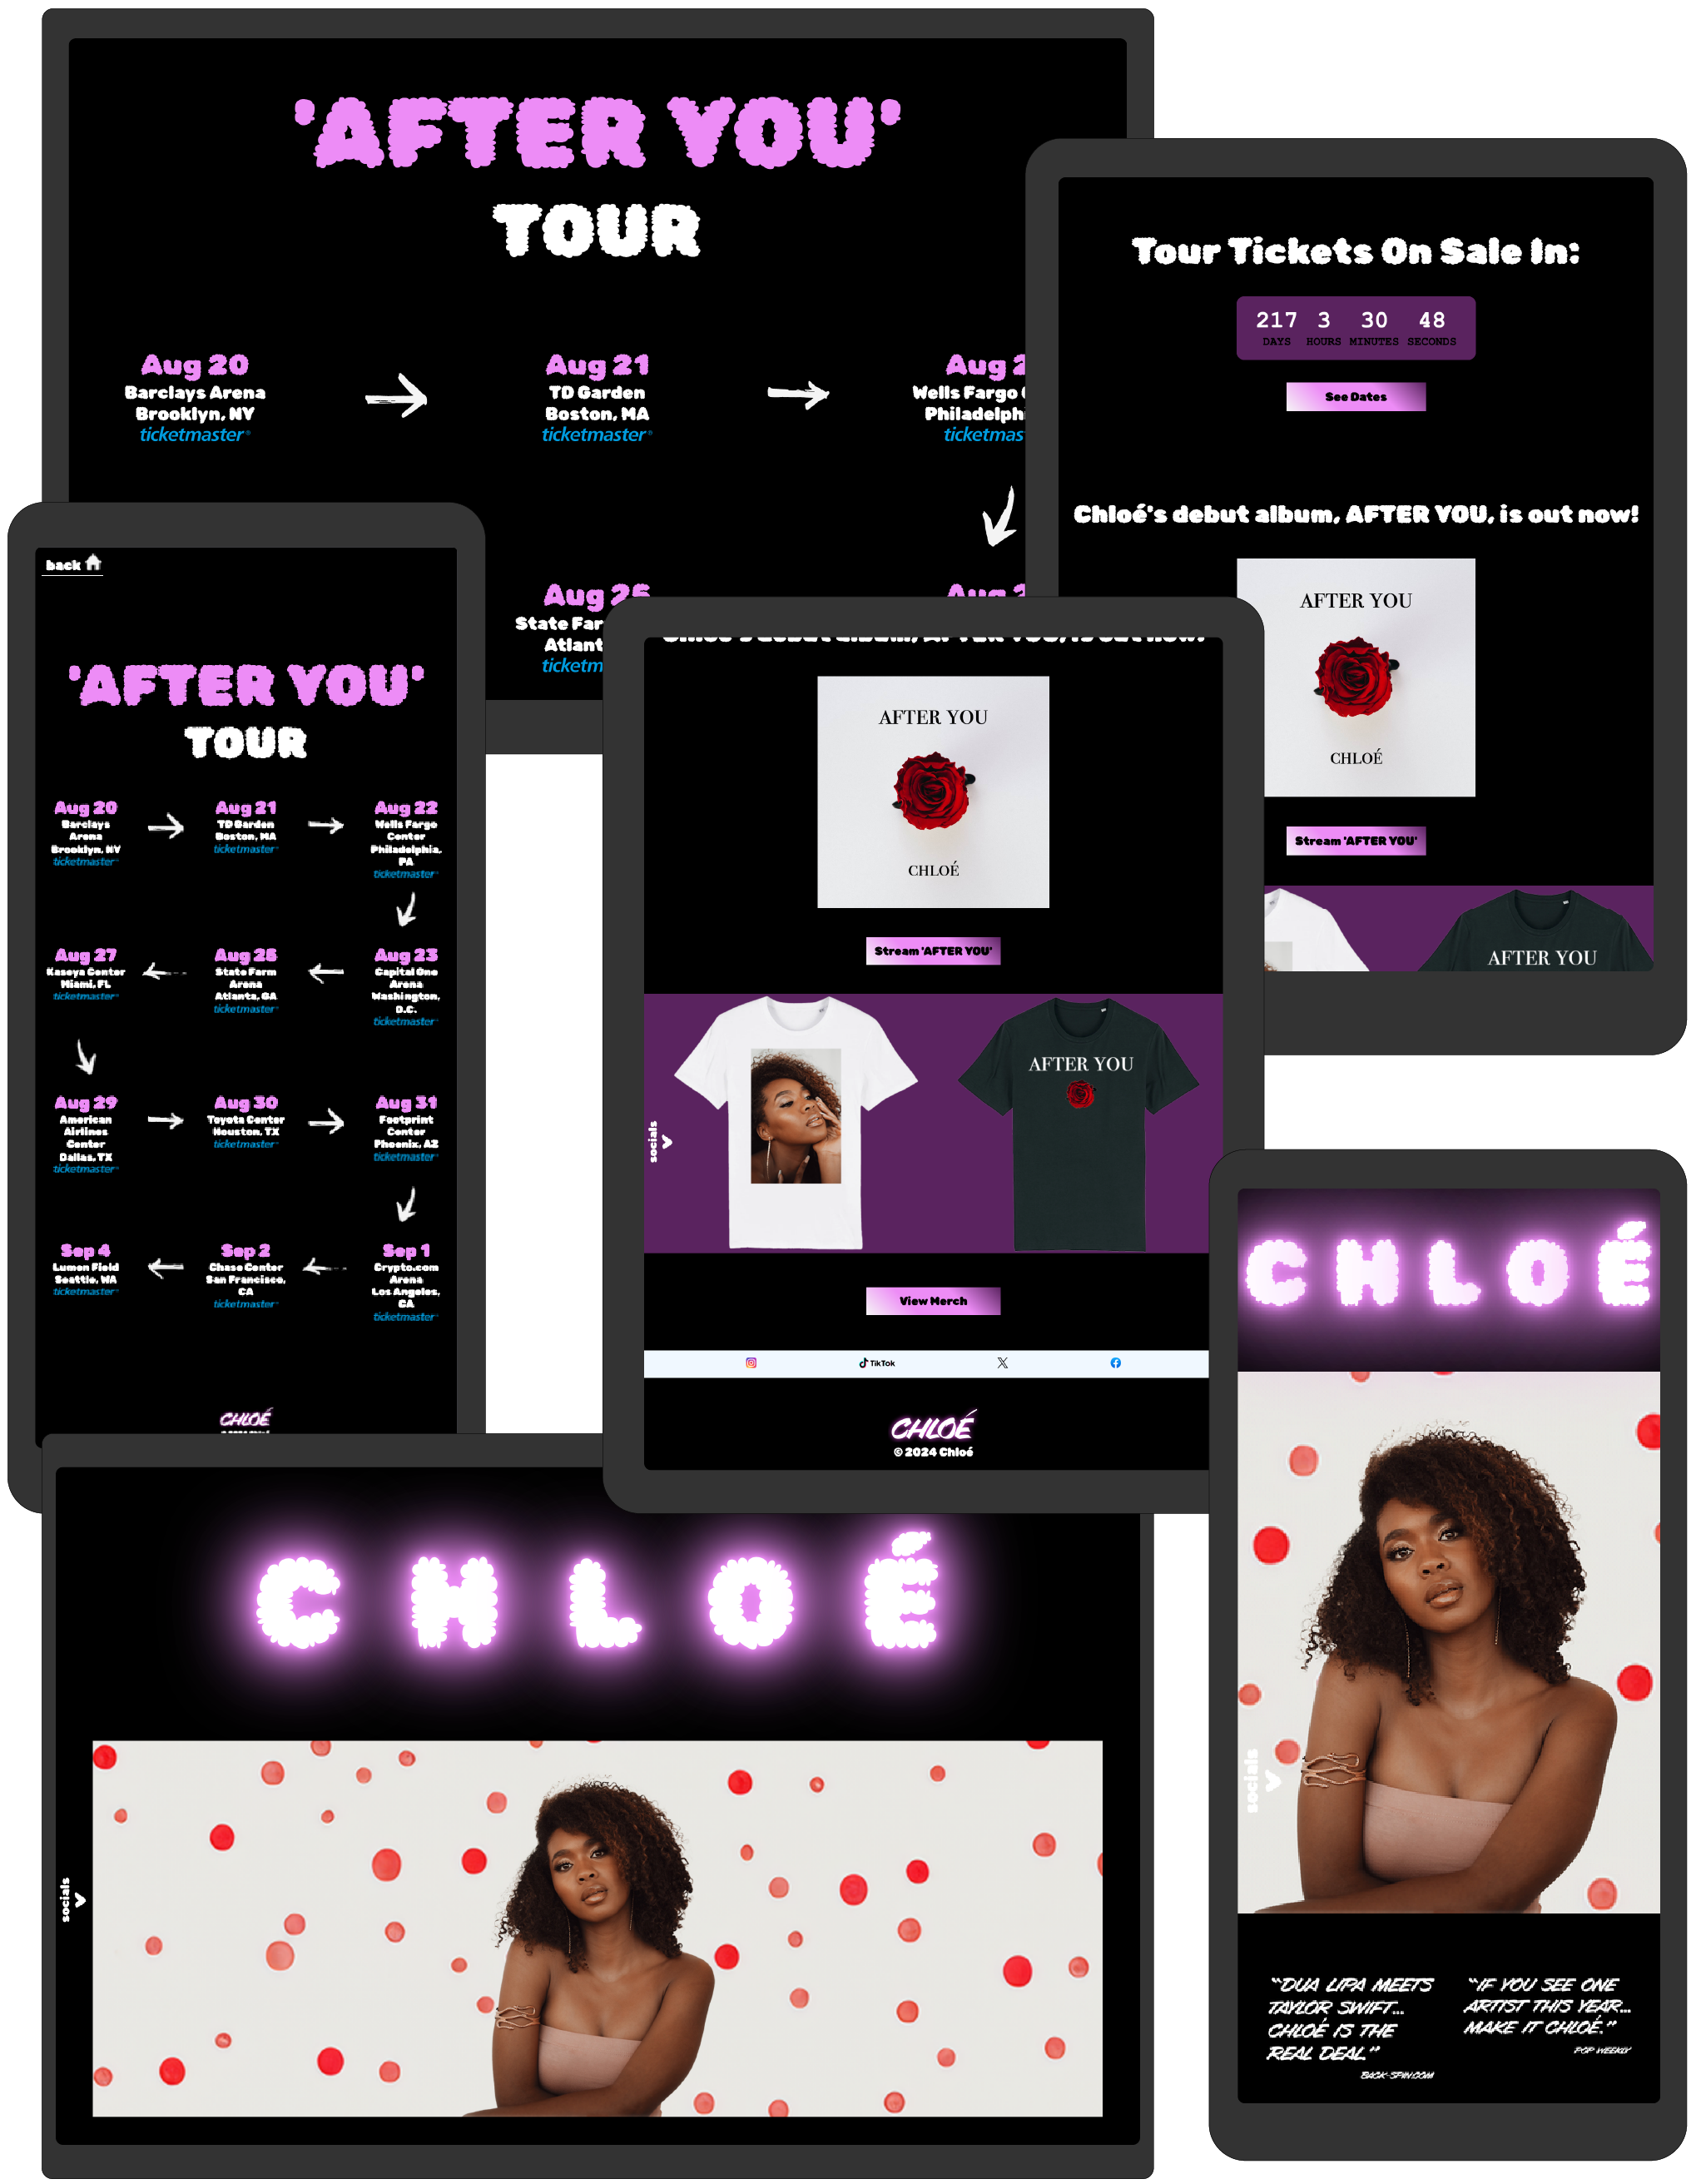 'AFTER YOU'
TOUR
Aug 20
Barclays Arena
Brooklyn, NY
ticketmaster®
Aug 21
TD Garden
Boston, MA
ticketmaster®
Aug 2
Wells Fargo
Philadelphi
ticketmas
Aug 25
State Far
Atlant
ticketm
Aug 2
Tour Tickets On Sale In:
217 3 30 48
DAYS HOURS MINUTES SECONDS
See Dates
Chloé's debut album, AFTER YOU, is out now!
AFTER YOU
CHLOÉ
Stream 'AFTER YOU'
AFTER YOU
back
'AFTER YOU'
TOUR
Aug 20
Barclays
Arena
Brooklyn, NY
ticketmaster
Aug 21
TD Garden
Boston, MA
ticketmaster
Aug 22
Wells Fargo
Center
Philadelphia,
PA
ticketmaster
Aug 27
Kaseya Center
Miami, FL
ticketmaster
Aug 25
State Farm
Arena
Atlanta, GA
ticketmaster
Aug 23
Capital One
Arena
Washington,
D.C.
ticketmaster
Aug 29
American
Airlines
Center
Dallas, TX
ticketmaster
Aug 30
Toyota Center
Houston, TX
ticketmaster
Aug 31
Footprint
Center
Phoenix, AZ
ticketmaster
Sep 4
Lumen Field
Seattle, WA
ticketmaster
Sep 2
Chase Center
San Francisco,
CA
ticketmaster
Sep 1
Crypto.com
Arena
Los Angeles,
CA
ticketmaster
CHLOÉ
Chloé's debut album, AFTER YOU, is out now!
AFTER YOU
CHLOÉ
Stream 'AFTER YOU'
AFTER YOU
socials
View Merch
TikTok
CHLOÉ
© 2024 Chloé
CHLOÉ
socials
"DUA LIPA MEETS
TAYLOR SWIFT...
CHLOÉ IS THE
REAL DEAL."
BACK-SPIN.COM
"IF YOU SEE ONE
ARTIST THIS YEAR...
MAKE IT CHLOÉ."
POP WEEKLY
CHLOÉ
socials